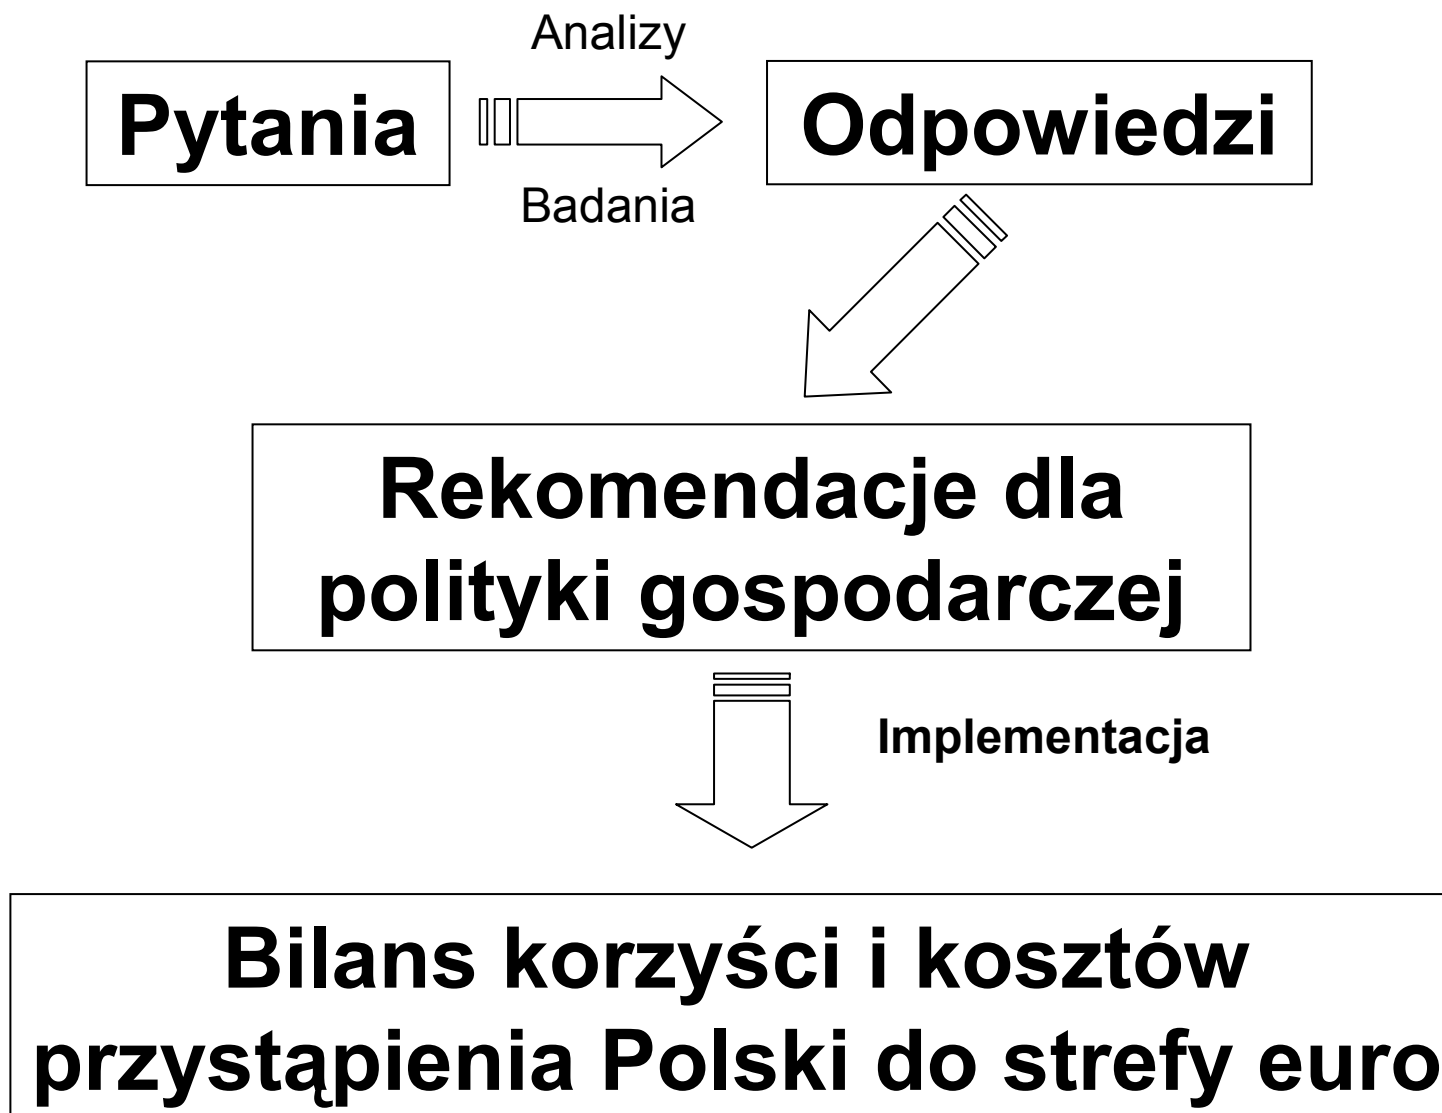 Analizy
Pytania
Odpowiedzi
Badania
Rekomendacje dla
polityki gospodarczej
Implementacja
Bilans korzyści i kosztów
przystąpienia Polski do strefy euro